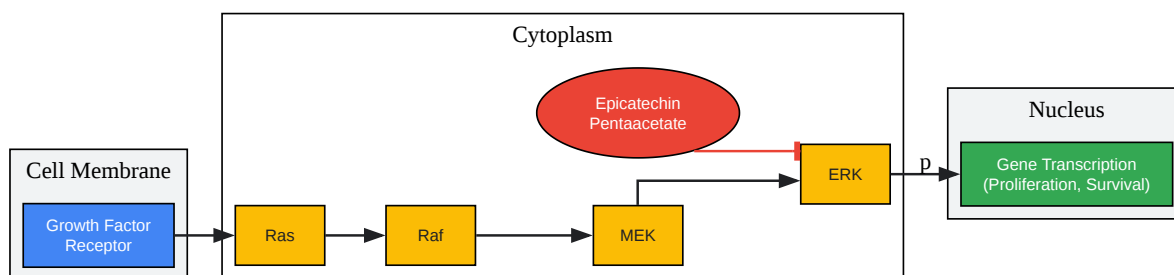 Cytoplasm
Epicatechin
Pentaacetate
Nucleus
Cell Membrane
p
Gene Transcription
(Proliferation, Survival)
ERK
Growth Factor
Receptor
Ras
Raf
MEK